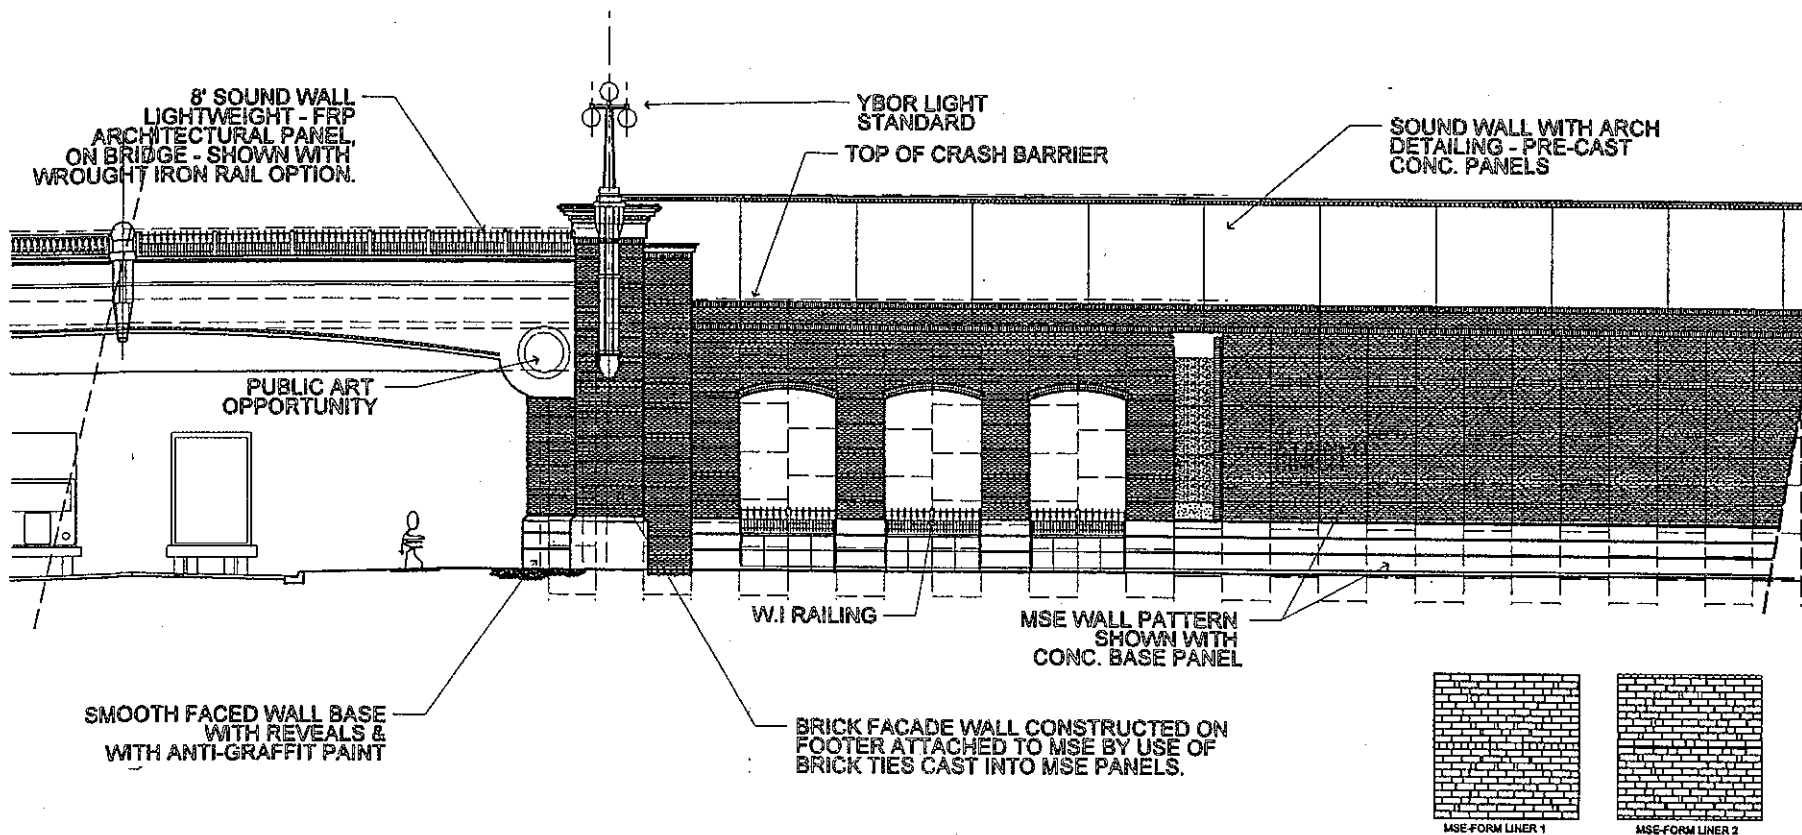 8' SOUND WALL
LIGHTWEIGHT - FRP
ARCHITECTURAL PANEL,
ON BRIDGE - SHOWN WITH
WROUGHT IRON RAIL OPTION.
YBOR LIGHT
STANDARD
TOP OF CRASH BARRIER
SOUND WALL WITH ARCH
DETAILING - PRE-CAST
CONC. PANELS
PUBLIC ART
OPPORTUNITY
W.I RAILING
MSE WALL PATTERN
SHOWN WITH
CONC. BASE PANEL
SMOOTH FACED WALL BASE
WITH REVEALS &
WITH ANTI-GRAFFIT PAINT
BRICK FACADE WALL CONSTRUCTED ON
FOOTER ATTACHED TO MSE BY USE OF
BRICK TIES CAST INTO MSE PANELS.
MSE-FORM LINER 1
MSE-FORM LINER 2